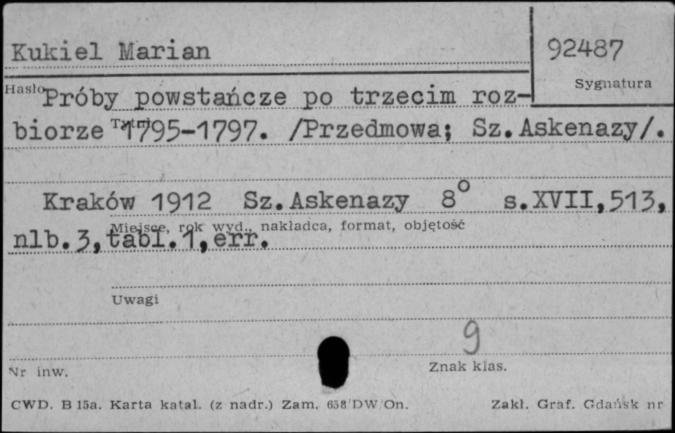 Kukiel Marian 92487
Hasło Sygnatura
Próby powstańcze po trzecim roz-
biorze 1795-1797. /Przedmowa; Sz.Askenazy/.
Kraków 1912 Sz.Askenazy 8° s.XVII,513,
Miejsce, rok wyd., nakładca, format, objętość
nlb.3,tabl.1,err.
Uwagi
9
Nr inw. Znak klas.
CWD. B 15a. Karta katal. (z nadr.) Zam. 658 DW On. Zakł. Graf. Gdańsk nr